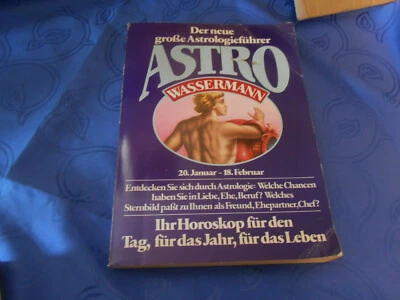 Der neue
große Astrologieführer
ASTRO
WASSERMANN
20. Januar – 18. Februar
Entdecken Sie sich durch Astrologie: Welche Chancen
haben Sie in Liebe, Ehe, Beruf? Welches
Sternbild paßt zu Ihnen als Freund, Ehepartner, Chef?
Ihr Horoskop für den
Tag, für das Jahr, für das Leben